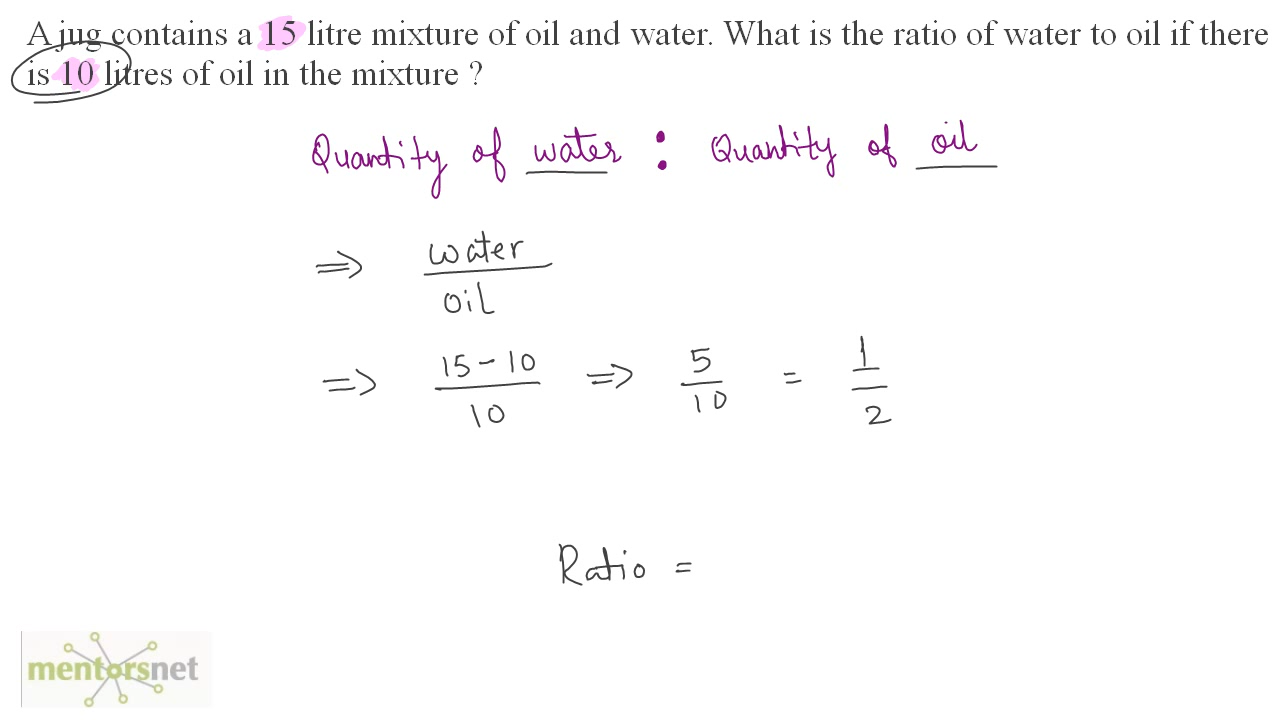 A jug contains a 15 litre mixture of oil and water. What is the ratio of water to oil if there
is 10 litres of oil in the mixture ?
Quantity of water : Quantity of oil
⇒ water
oil
⇒ 15 - 10 ⇒ 5 = 1
10 10 2
Ratio =
mentorsnet